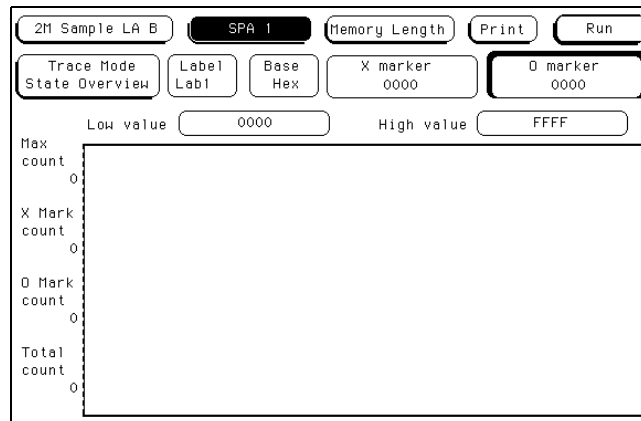 2M Sample LA B SPA 1 Memory Length Print Run
Trace Mode
State Overview
Label
Lab1
Base
Hex
X marker
0000
O marker
0000
Low value 0000 High value FFFF
Max
count
0
X Mark
count
0
O Mark
count
0
Total
count
0